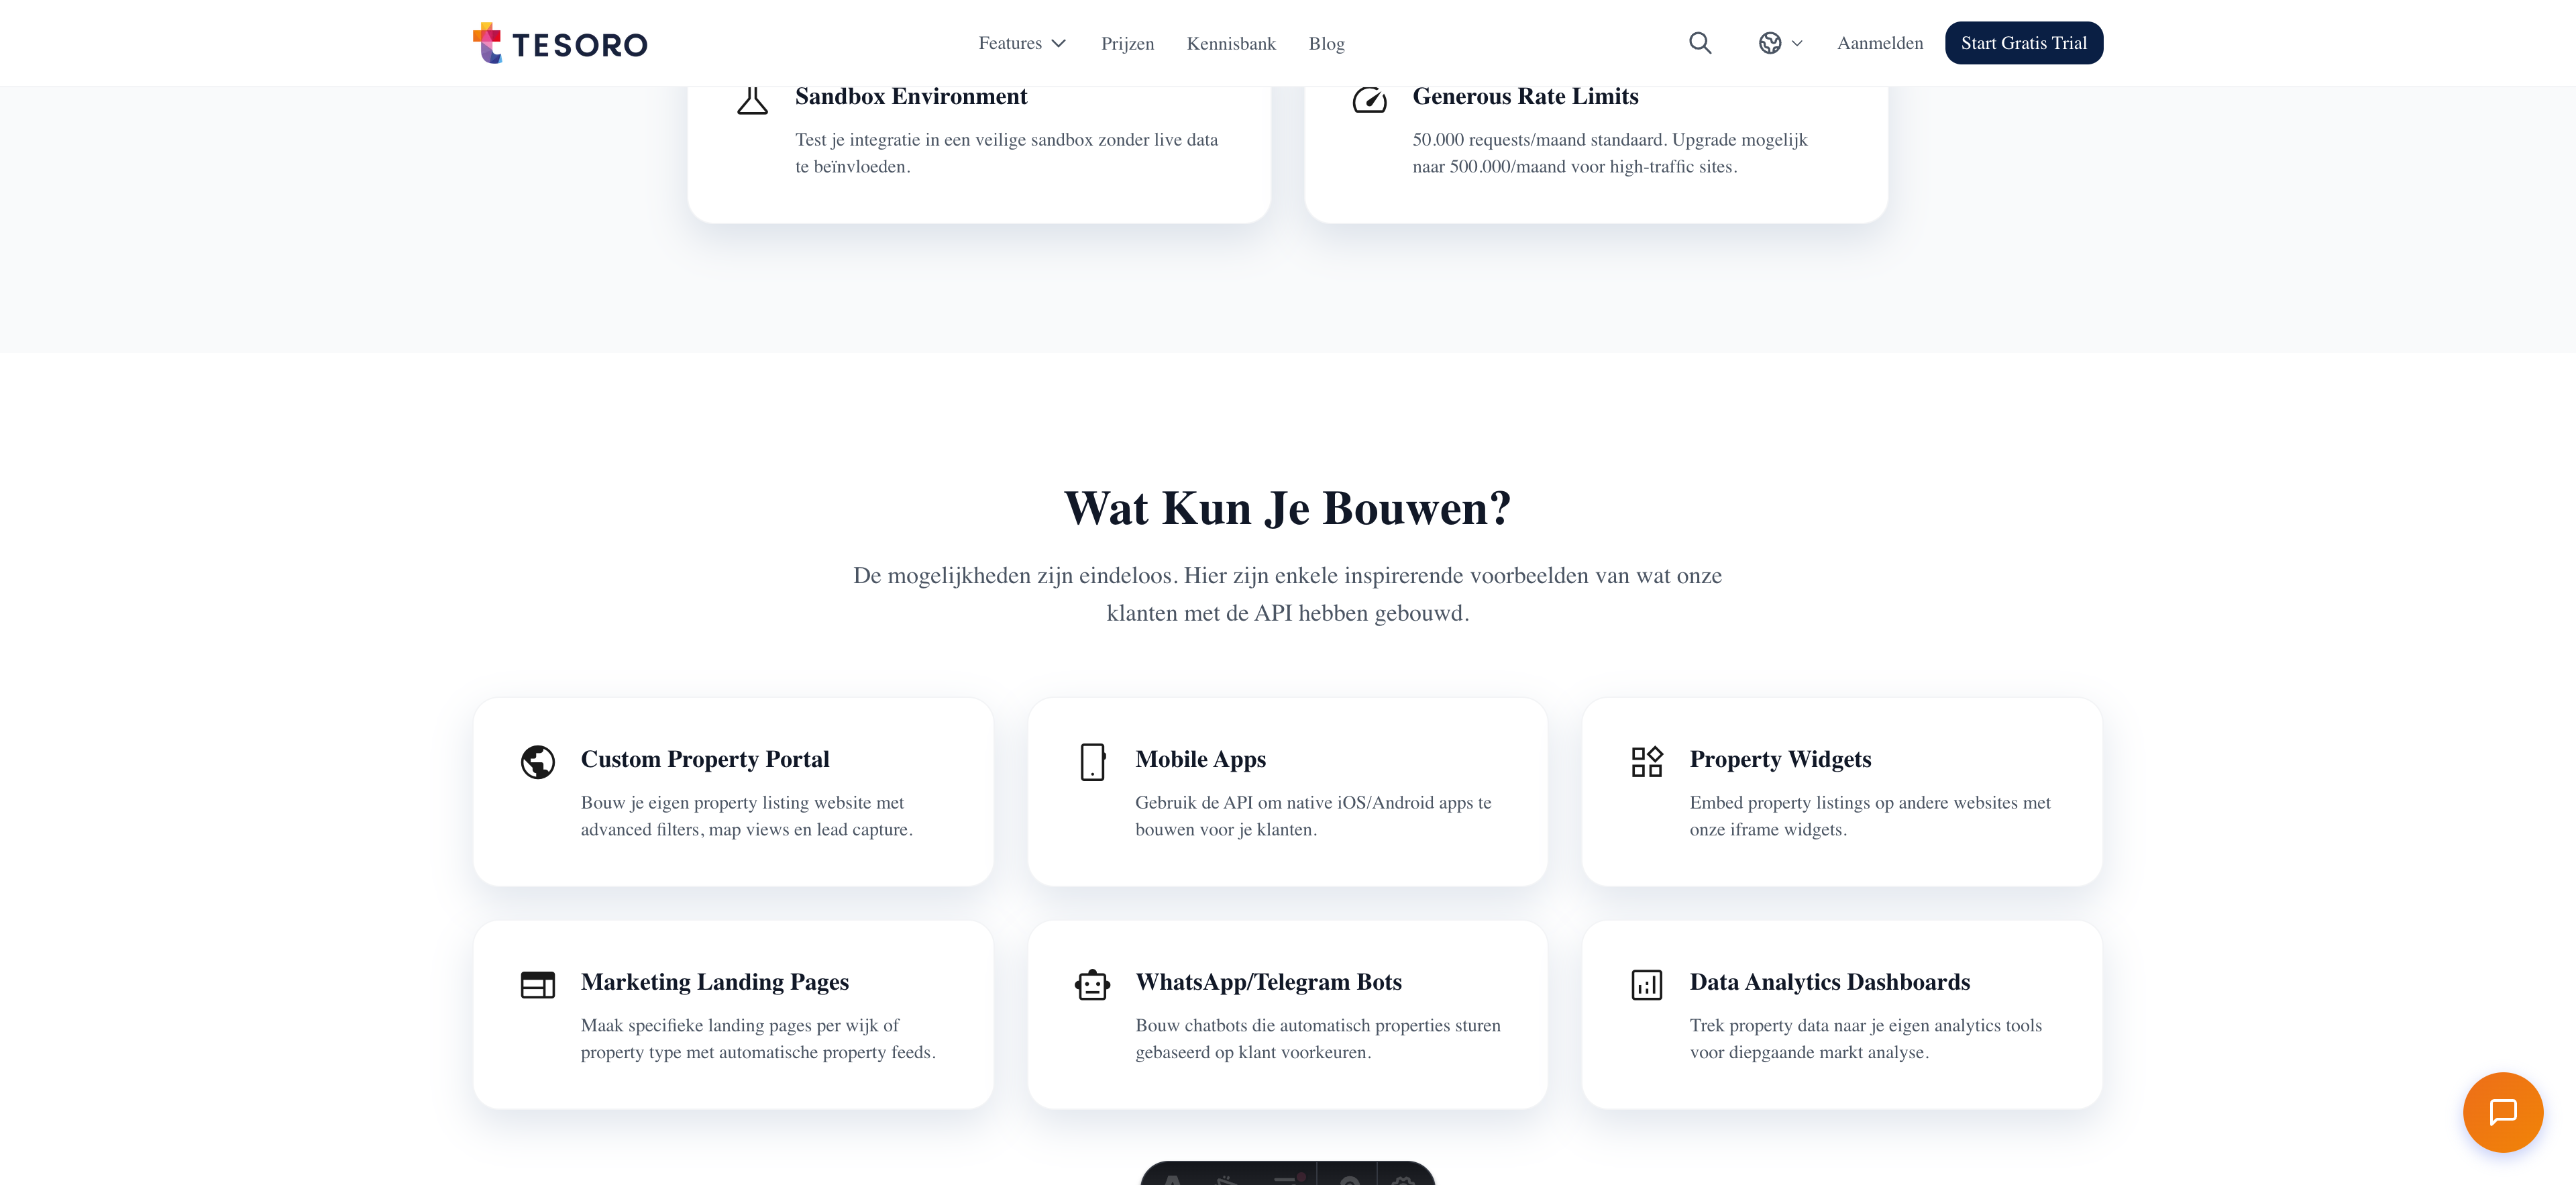 TESORO
Features
Prijzen
Kennisbank
Blog
Aanmelden
Start Gratis Trial
Sandbox Environment
Test je integratie in een veilige sandbox zonder live data
te beïnvloeden.
Generous Rate Limits
50.000 requests/maand standaard. Upgrade mogelijk
naar 500.000/maand voor high-traffic sites.
Wat Kun Je Bouwen?
De mogelijkheden zijn eindeloos. Hier zijn enkele inspirerende voorbeelden van wat onze
klanten met de API hebben gebouwd.
Custom Property Portal
Bouw je eigen property listing website met
advanced filters, map views en lead capture.
Mobile Apps
Gebruik de API om native iOS/Android apps te
bouwen voor je klanten.
Property Widgets
Embed property listings op andere websites met
onze iframe widgets.
Marketing Landing Pages
Maak specifieke landing pages per wijk of
property type met automatische property feeds.
WhatsApp/Telegram Bots
Bouw chatbots die automatisch properties sturen
gebaseerd op klant voorkeuren.
Data Analytics Dashboards
Trek property data naar je eigen analytics tools
voor diepgaande markt analyse.